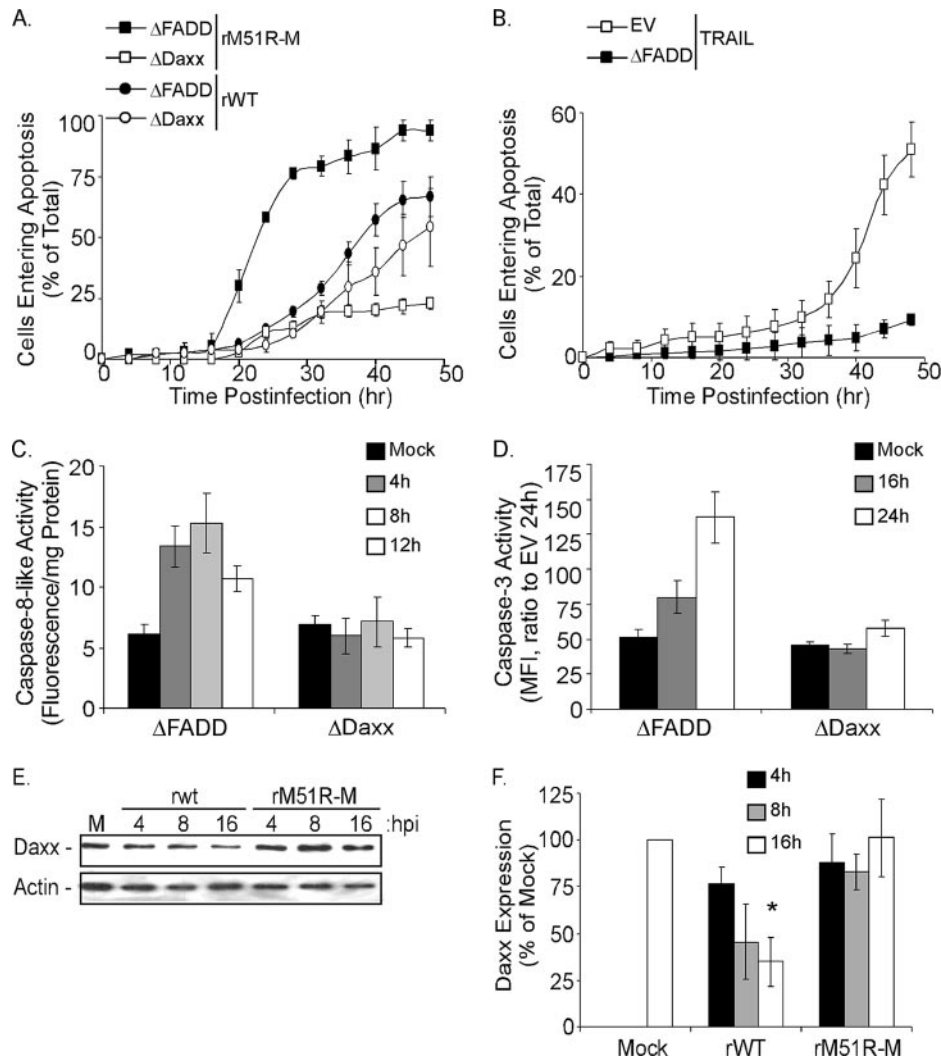 A.
ΔFADD
ΔDaxx
rM51R-M
ΔFADD
ΔDaxx
rWT
Cells Entering Apoptosis
(% of Total)
100
75
50
25
0
0 10 20 30 40 50
Time Postinfection (hr)
B.
EV
ΔFADD
TRAIL
Cells Entering Apoptosis
(% of Total)
60
40
20
0
0 10 20 30 40 50
Time Postinfection (hr)
C.
Mock
4h
8h
12h
Caspase-8-like Activity
(Fluorescence/mg Protein)
20
15
10
5
0
ΔFADD ΔDaxx
D.
Mock
16h
24h
Caspase-3 Activity
(MFI, ratio to EV 24h)
175
150
125
100
75
50
25
0
ΔFADD ΔDaxx
E.
rwt rM51R-M
M 4 8 16 4 8 16 :hpi
Daxx -
Actin -
F.
4h
8h
16h
Daxx Expression
(% of Mock)
125
100
75
50
25
0
*
Mock rWT rM51R-M